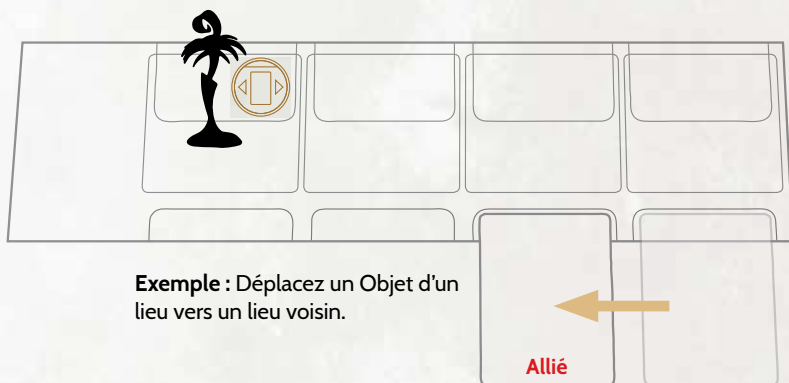 Exemple : Déplacez un Objet d’un
lieu vers un lieu voisin.
Allié